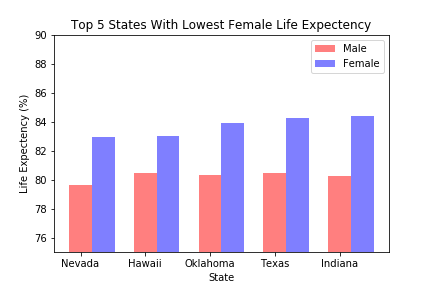 Top 5 States With Lowest Female Life Expectency
Male
Female
Life Expectency (%)
90
88
86
84
82
80
78
76
Nevada
Hawaii
Oklahoma
Texas
Indiana
State